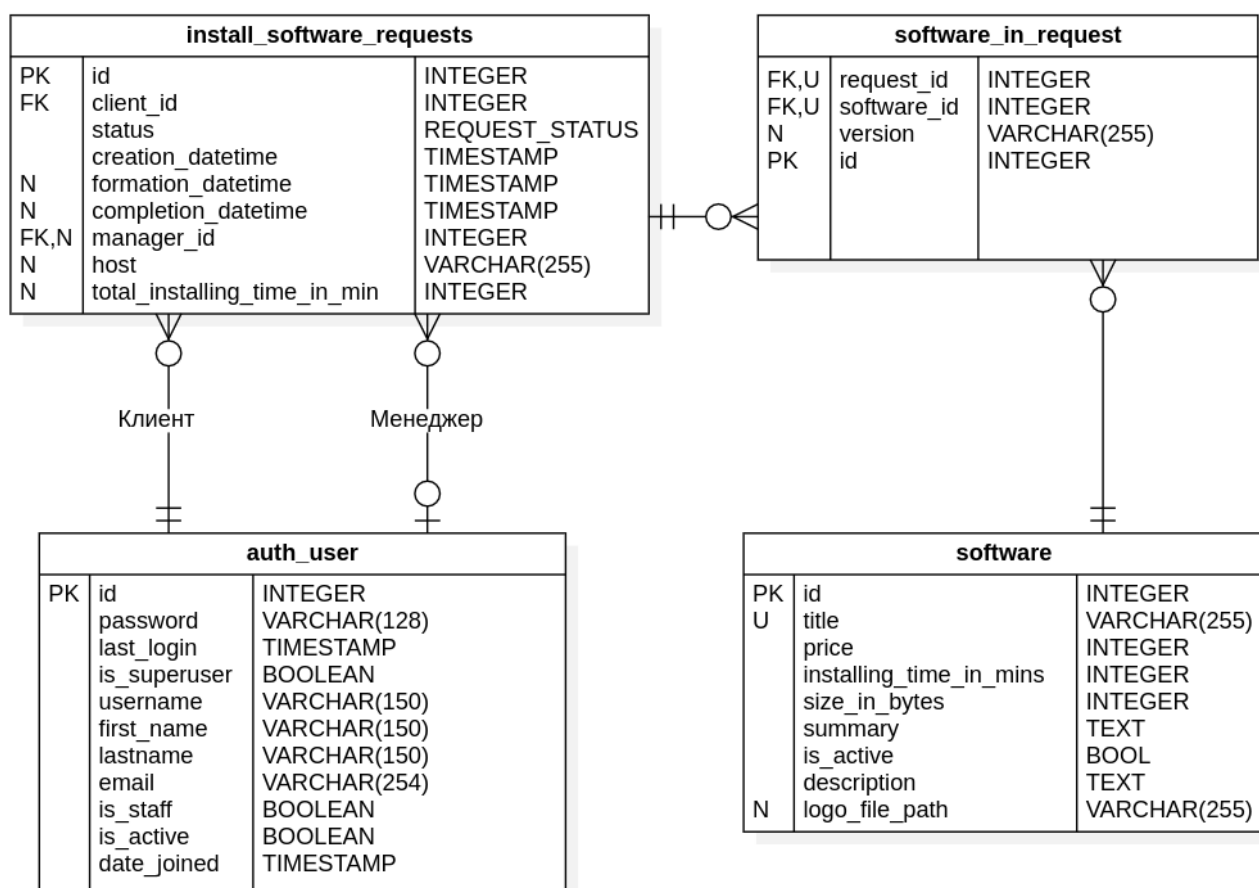 install_software_requests
PK id INTEGER
FK client_id INTEGER
status REQUEST_STATUS
creation_datetime TIMESTAMP
N formation_datetime TIMESTAMP
N completion_datetime TIMESTAMP
FK,N manager_id INTEGER
N host VARCHAR(255)
N total_installing_time_in_min INTEGER
software_in_request
FK,U request_id INTEGER
FK,U software_id INTEGER
N version VARCHAR(255)
PK id INTEGER
Клиент
Менеджер
auth_user
PK id INTEGER
password VARCHAR(128)
last_login TIMESTAMP
is_superuser BOOLEAN
username VARCHAR(150)
first_name VARCHAR(150)
lastname VARCHAR(150)
email VARCHAR(254)
is_staff BOOLEAN
is_active BOOLEAN
date_joined TIMESTAMP
software
PK id INTEGER
U title VARCHAR(255)
price INTEGER
installing_time_in_mins INTEGER
size_in_bytes INTEGER
summary TEXT
is_active BOOL
description TEXT
N logo_file_path VARCHAR(255)